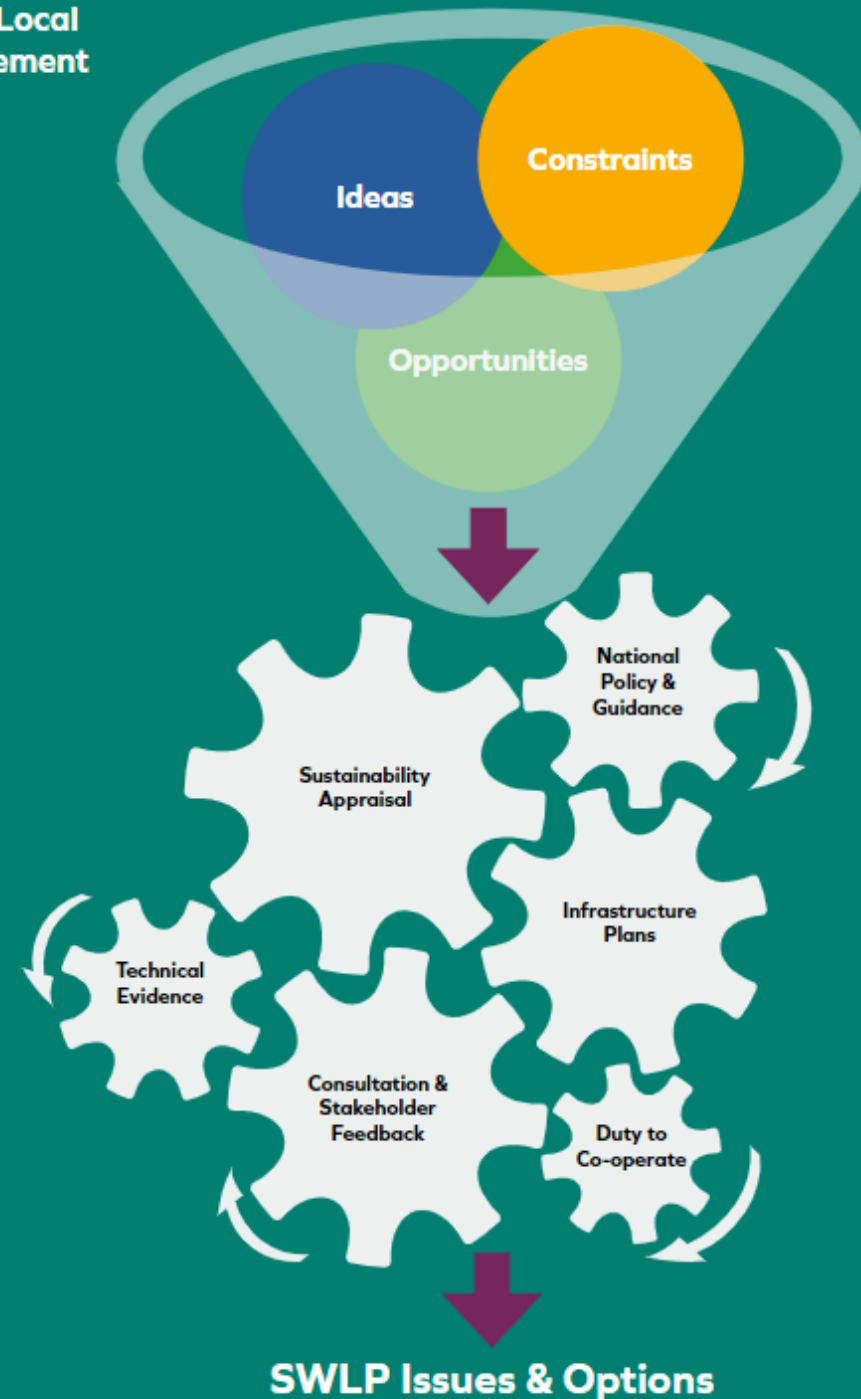 Local
ement
Constraints
Ideas
Opportunities
National
Policy &
Guidance
Sustainability
Appraisal
Infrastructure
Plans
Technical
Evidence
Consultation &
Stakeholder
Feedback
Duty to
Co-operate
SWLP Issues & Options